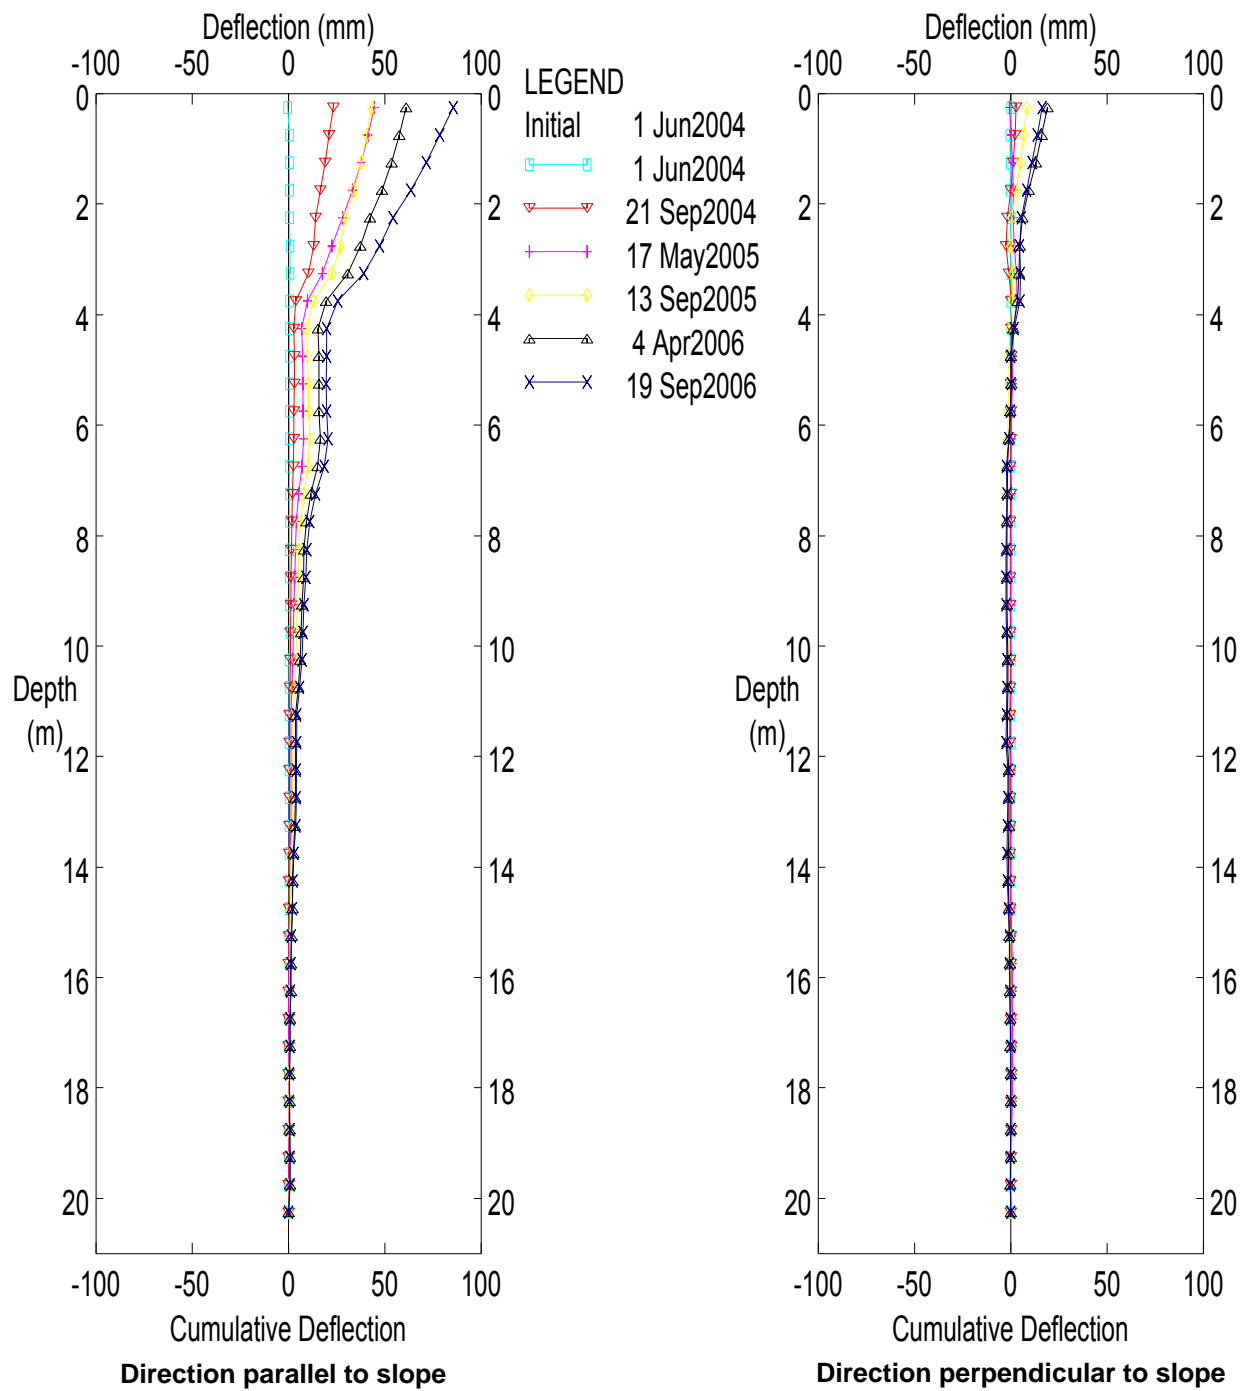 Deflection (mm)
-100 -50 0 50 100
0 0
2 2
4 4
6 6
8 8
10 10
Depth
(m)
12 12
14 14
16 16
18 18
20 20
-100 -50 0 50 100
Cumulative Deflection
Direction parallel to slope
LEGEND
Initial 1 Jun2004
1 Jun2004
21 Sep2004
17 May2005
13 Sep2005
4 Apr2006
19 Sep2006
Deflection (mm)
-100 -50 0 50 100
0 0
2 2
4 4
6 6
8 8
10 10
Depth
(m)
12 12
14 14
16 16
18 18
20 20
-100 -50 0 50 100
Cumulative Deflection
Direction perpendicular to slope